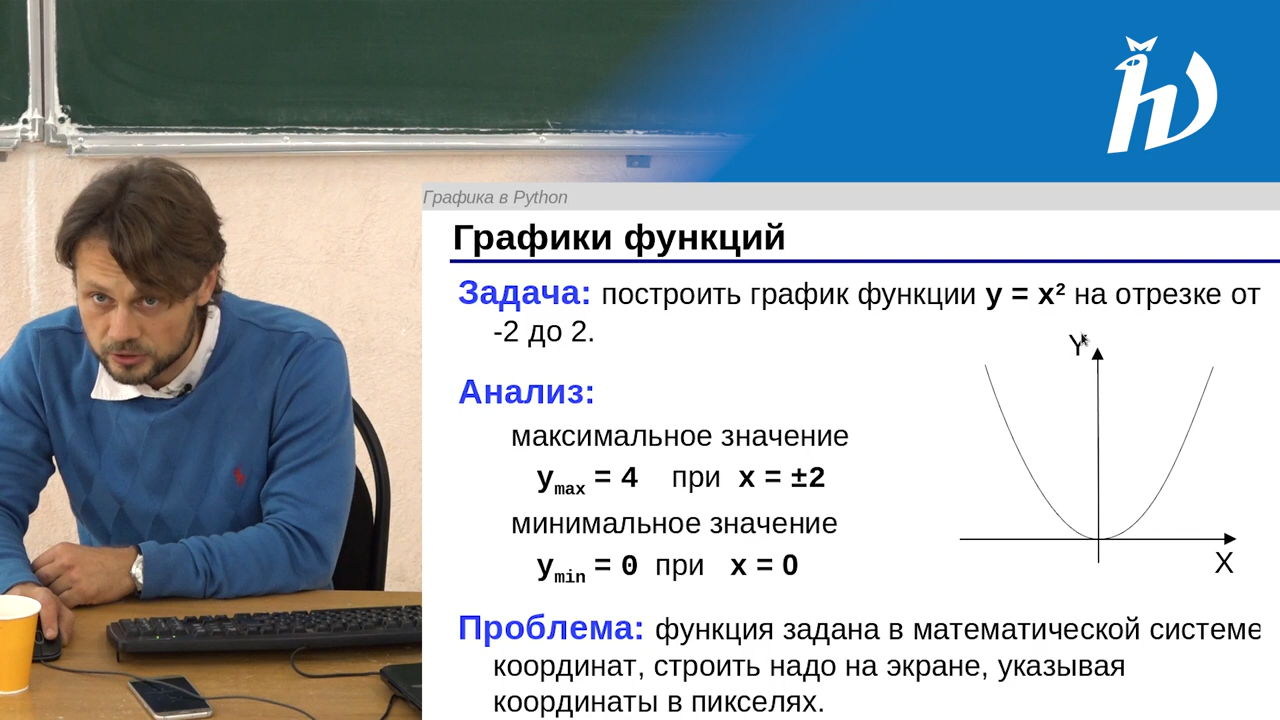 Графика в Python
Графики функций
Задача: построить график функции y = x² на отрезке от
-2 до 2.
Y
Анализ:
максимальное значение
ymax = 4 при x = ±2
минимальное значение
ymin = 0 при x = 0
X
Проблема: функция задана в математической системе
координат, строить надо на экране, указывая
координаты в пикселях.